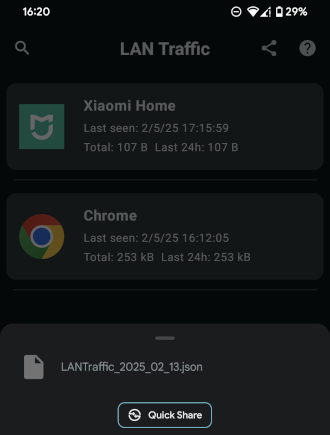 16:20
29%
LAN Traffic
Xiaomi Home
Last seen: 2/5/25 17:15:59
Total: 107 B Last 24h: 107 B
Chrome
Last seen: 2/5/25 16:12:05
Total: 253 kB Last 24h: 253 kB
LANTraffic_2025_02_13.json
Quick Share